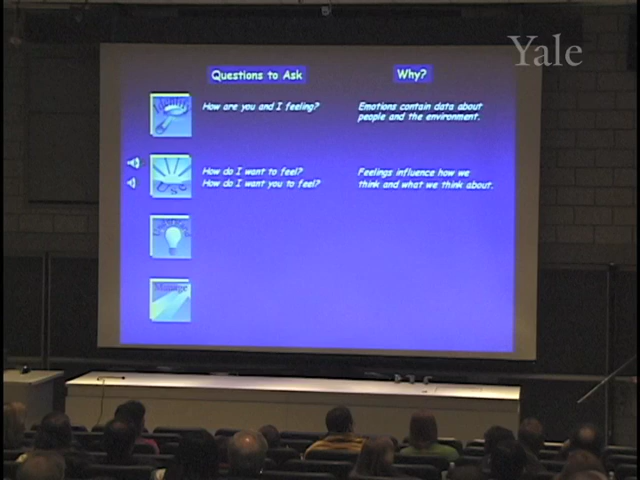 Yale
Questions to Ask
Why?
How are you and I feeling?
Emotions contain data about
people and the environment.
How do I want to feel?
How do I want you to feel?
Feelings influence how we
think and what we think about.
Manage